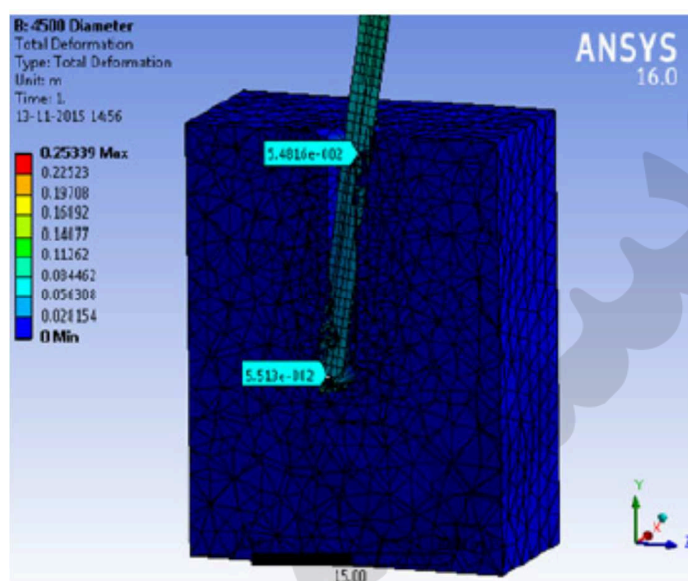 B: 4500 Diameter
Total Deformation
Type: Total Deformation
Unit: m
Time: 1.
13-11-2015 14:56
ANSYS
16.0
0.25339 Max
0.22523
0.19708
0.16892
0.14077
0.11262
0.084462
0.056308
0.028154
0 Min
5.4816e-002
5.513e-002
Y
X
Z
15.00